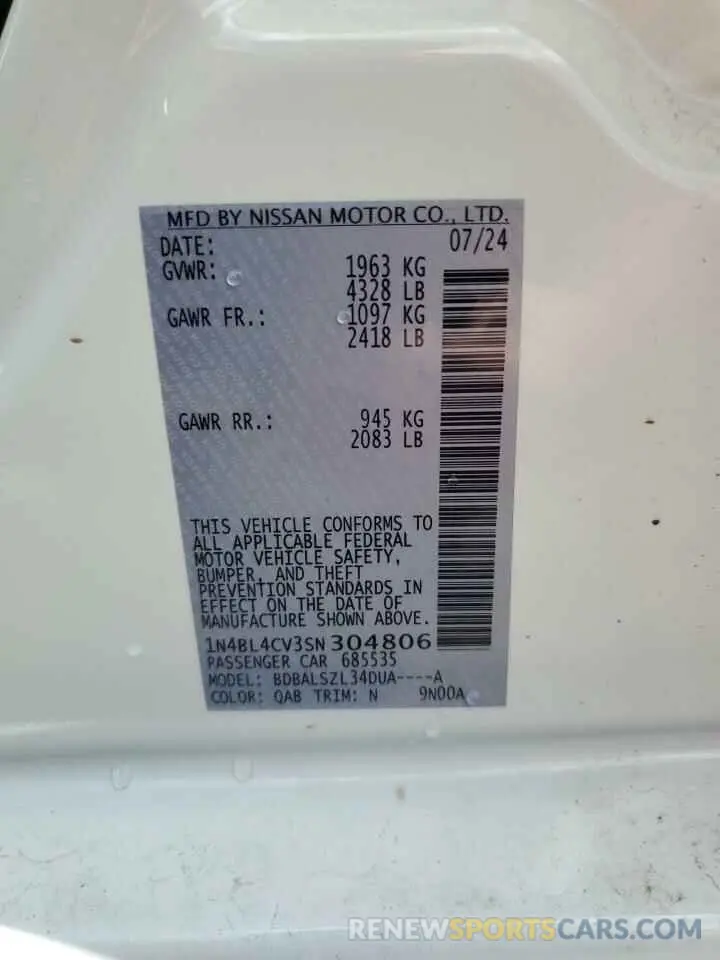 MFD BY NISSAN MOTOR CO., LTD.
DATE: 07/24
GVWR: 1963 KG
4328 LB
GAWR FR.: 1097 KG
2418 LB
GAWR RR.: 945 KG
2083 LB
THIS VEHICLE CONFORMS TO
ALL APPLICABLE FEDERAL
MOTOR VEHICLE SAFETY,
BUMPER, AND THEFT
PREVENTION STANDARDS IN
EFFECT ON THE DATE OF
MANUFACTURE SHOWN ABOVE.
1N4BL4CV3SN304806
PASSENGER CAR 685535
MODEL: BDBALSZL34DUA----A
COLOR: QAB TRIM: N 9N00A
RENEWSPORTSCARS.COM